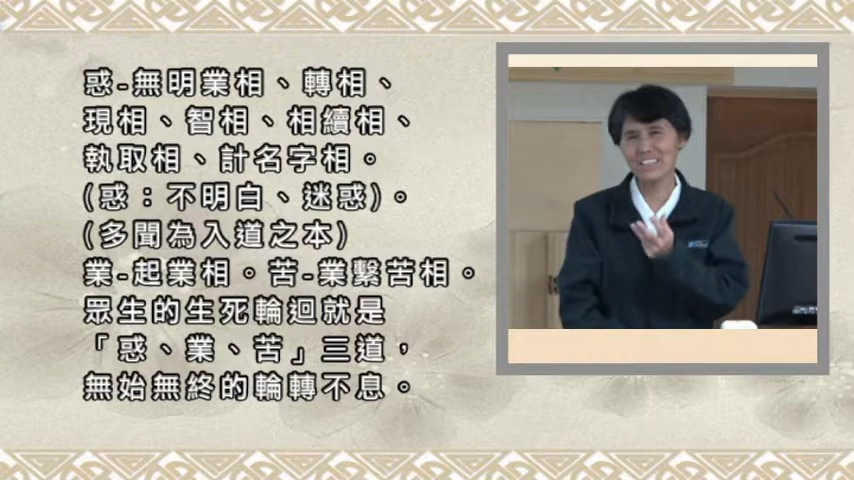 惑-無明業相、轉相、
現相、智相、相續相、
執取相、計名字相。
(惑：不明白、迷惑)。
(多聞為入道之本)
業-起業相。苦-業繫苦相。
眾生的生死輪迴就是
「惑、業、苦」三道，
無始無終的輪轉不息。